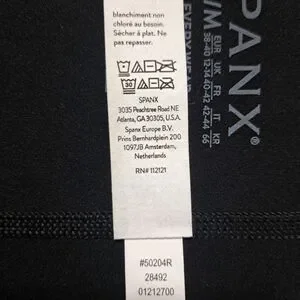 blanchiment non
chloré au besoin.
Sécher à plat. Ne
pas repasser.
30
SPANX
3035 Peachtree Road NE
Atlanta, GA 30305, U.S.A.
Spanx Europe B.V.
Prins Bernhardplein 200
1097JB Amsterdam,
Netherlands
RN# 112121
#50204R
28492
01212700
SPANX®
EUR UK FR IT KR
38-40 12-14 40-42 42-44 66